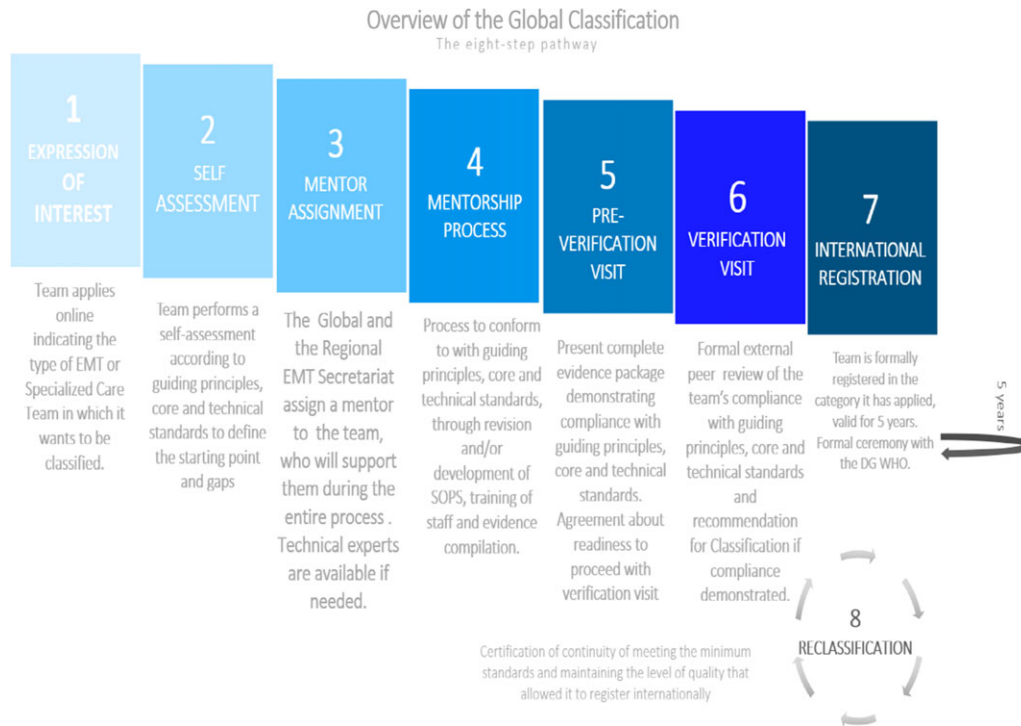 Overview of the Global Classification
The eight-step pathway
1
EXPRESSION
OF
INTEREST
Team applies
online
indicating the
type of EMT or
Specialized Care
Team in which it
wants to be
classified.
2
SELF
ASSESSMENT
Team performs a
self-assessment
according to
guiding principles,
core and technical
standards to define
the starting point
and gaps
3
MENTOR
ASSIGNMENT
The Global and
the Regional
EMT Secretariat
assign a mentor
to the team,
who will support
them during the
entire process .
Technical experts
are available if
needed.
4
MENTORSHIP
PROCESS
Process to conform
to with guiding
principles, core and
technical standards,
through revision
and/or
development of
SOPS, training of
staff and evidence
compilation.
5
PRE-
VERIFICATION
VISIT
Present complete
evidence package
demonstrating
compliance with
guiding principles,
core and technical
standards.
Agreement about
readiness to
proceed with
verification visit
6
VERIFICATION
VISIT
Formal external
peer review of the
team's compliance
with guiding
principles, core and
technical standards
and
recommendation
for Classification if
compliance
demonstrated.
7
INTERNATIONAL
REGISTRATION
Team is formally
registered in the
category it has applied,
valid for 5 years.
Formal ceremony with
the DG WHO.
5 years
8
RECLASSIFICATION
Certification of continuity of meeting the minimum
standards and maintaining the level of quality that
allowed it to register internationally